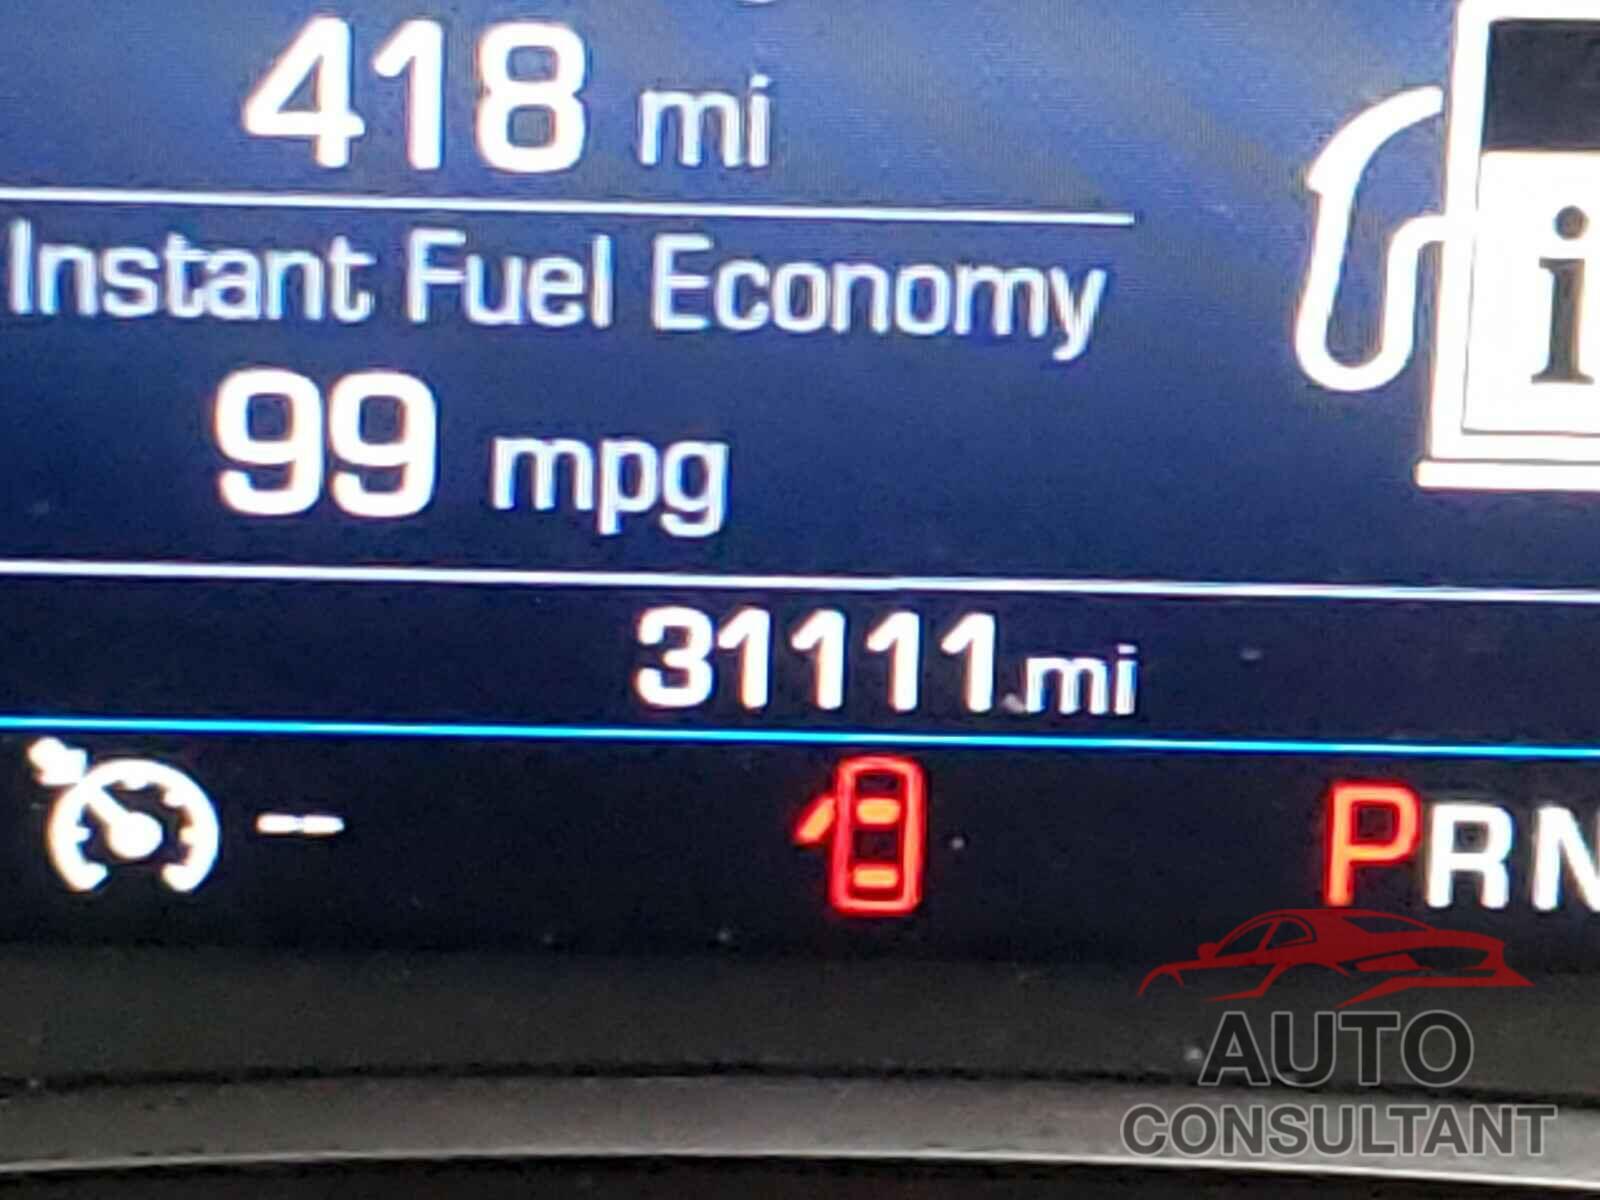 418 mi
Instant Fuel Economy
99 mpg
i
31111 mi
--
PRN
AUTO
CONSULTANT